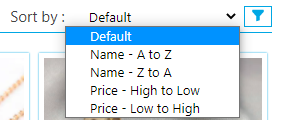 Sort by : Default
Default
Name - A to Z
Name - Z to A
Price - High to Low
Price - Low to High